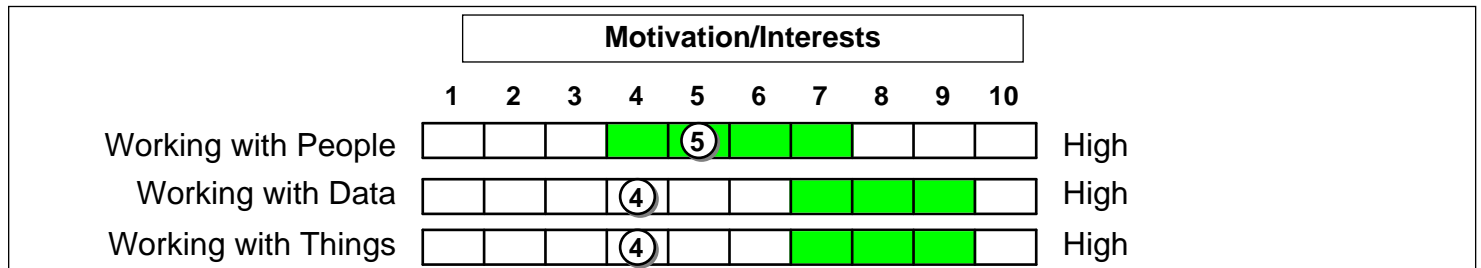 Motivation/Interests
1 2 3 4 5 6 7 8 9 10
Working with People 5 High
Working with Data 4 High
Working with Things 4 High